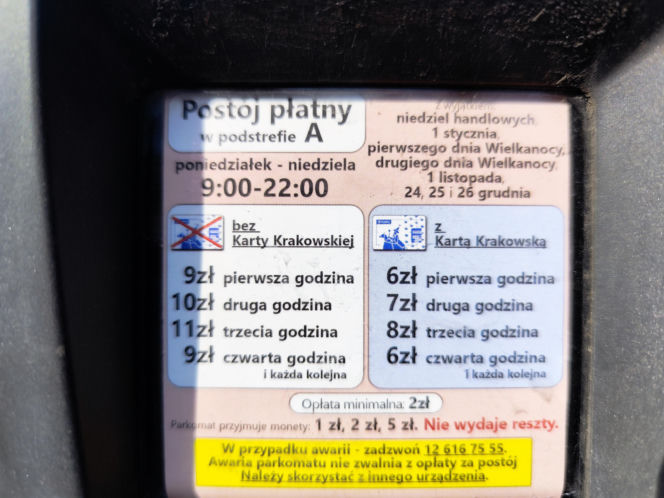 Postój płatny
w podstrefie A
poniedziałek - niedziela
9:00-22:00
z wyjątkiem:
niedziel handlowych,
1 stycznia,
pierwszego dnia Wielkanocy,
drugiego dnia Wielkanocy,
1 listopada,
24, 25 i 26 grudnia
bez
Karty Krakowskiej
9zł pierwsza godzina
10zł druga godzina
11zł trzecia godzina
9zł czwarta godzina
i każda kolejna
z
Kartą Krakowską
6zł pierwsza godzina
7zł druga godzina
8zł trzecia godzina
6zł czwarta godzina
i każda kolejna
Opłata minimalna: 2zł
Parkomat przyjmuje monety: 1 zł, 2 zł, 5 zł. Nie wydaje reszty.
W przypadku awarii - zadzwoń 12 616 75 55.
Awaria parkomatu nie zwalnia z opłaty za postój
Należy skorzystać z innego urządzenia.